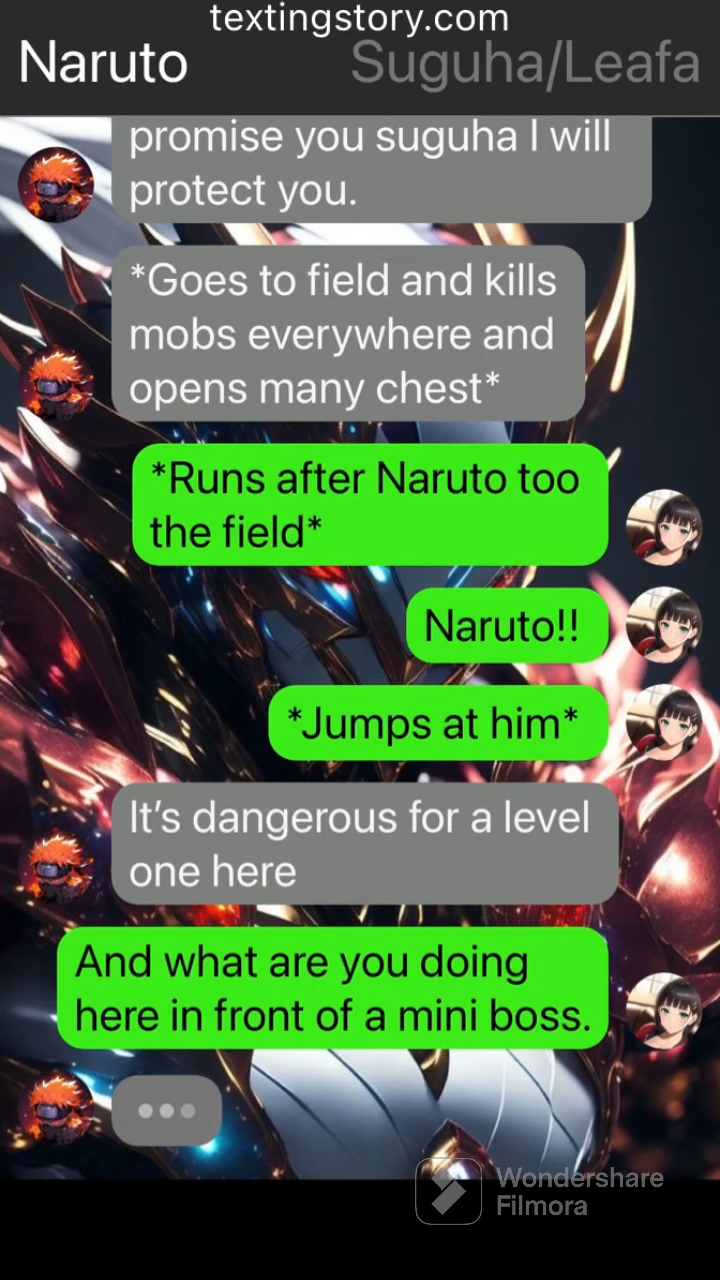 textingstory.com
Naruto
Suguha/Leafa
promise you suguha I will
protect you.
*Goes to field and kills
mobs everywhere and
opens many chest*
*Runs after Naruto too
the field*
Naruto!!
*Jumps at him*
It's dangerous for a level
one here
And what are you doing
here in front of a mini boss.
Wondershare
Filmora